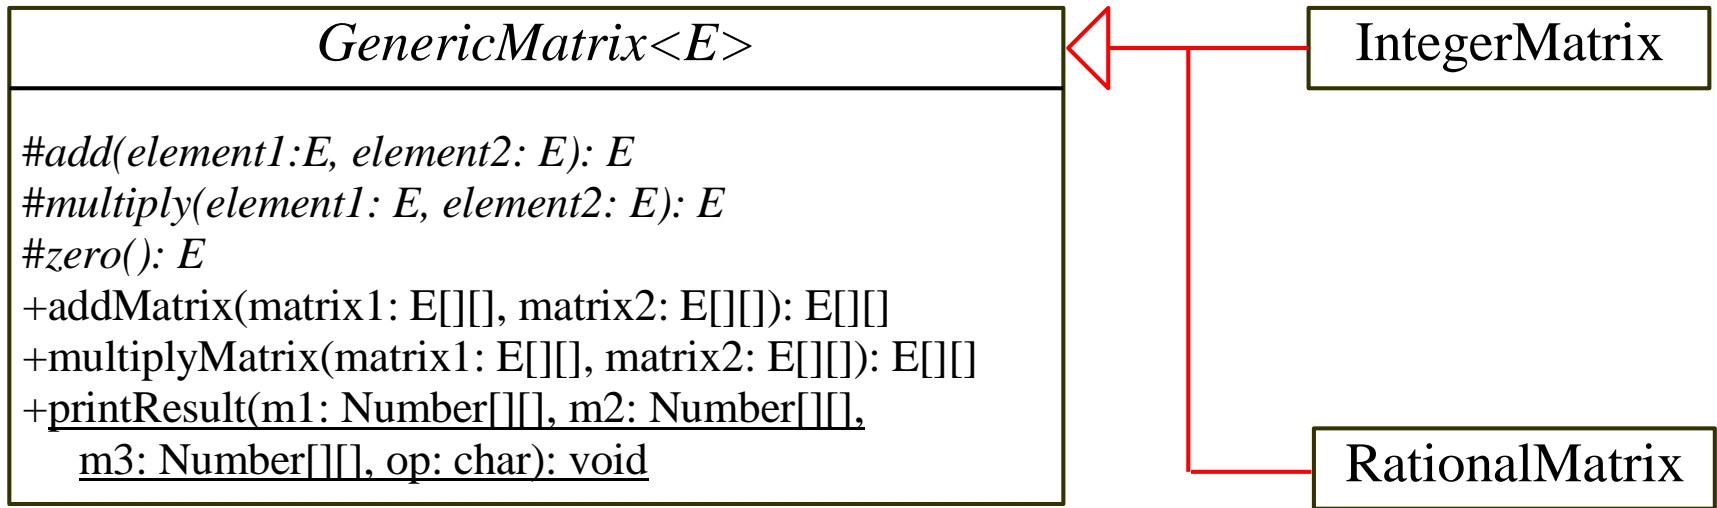 GenericMatrix<E>
#add(element1:E, element2: E): E
#multiply(element1: E, element2: E): E
#zero(): E
+addMatrix(matrix1: E[][], matrix2: E[][]): E[][]
+multiplyMatrix(matrix1: E[][], matrix2: E[][]): E[][]
+printResult(m1: Number[][], m2: Number[][],
m3: Number[][], op: char): void
IntegerMatrix
RationalMatrix